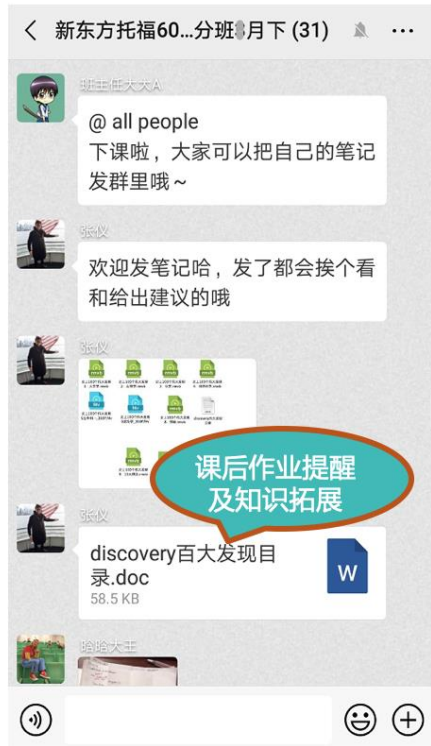 新东方托福60...分班 月下 (31)
班主任大大A
@ all people
下课啦，大家可以把自己的笔记
发群里哦～
张仪
欢迎发笔记哈，发了都会挨个看
和给出建议的哦
张仪
课后作业提醒
及知识拓展
张仪
discovery百大发现目
录.doc
58.5 KB
W
哈哈大王